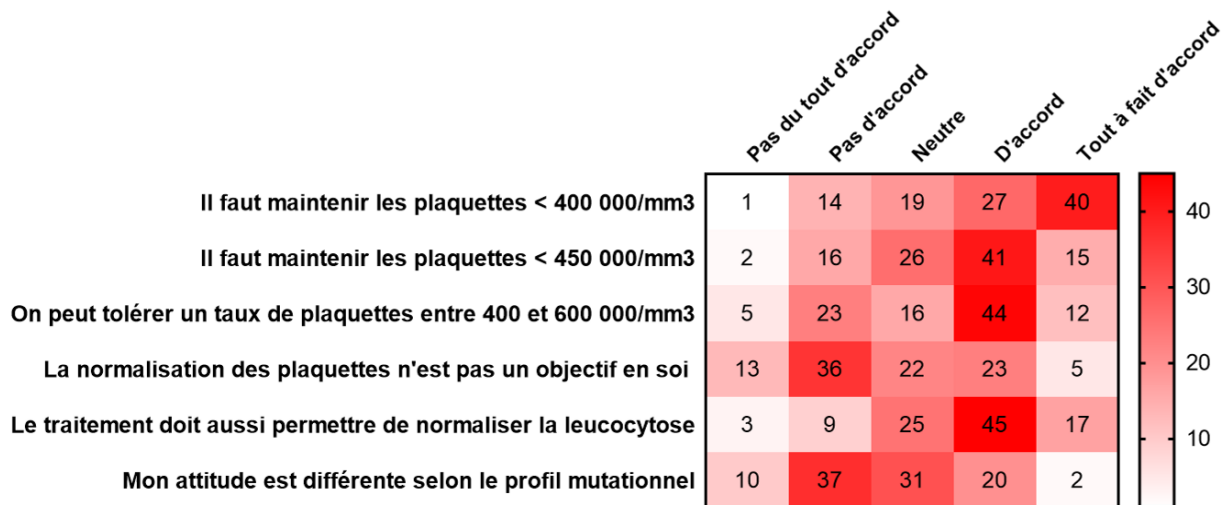 Pas du tout d'accord
Pas d'accord
Neutre
D'accord
Tout à fait d'accord
Il faut maintenir les plaquettes < 400 000/mm3 1 14 19 27 40
Il faut maintenir les plaquettes < 450 000/mm3 2 16 26 41 15
On peut tolérer un taux de plaquettes entre 400 et 600 000/mm3 5 23 16 44 12
La normalisation des plaquettes n'est pas un objectif en soi 13 36 22 23 5
Le traitement doit aussi permettre de normaliser la leucocytose 3 9 25 45 17
Mon attitude est différente selon le profil mutationnel 10 37 31 20 2
40
30
20
10